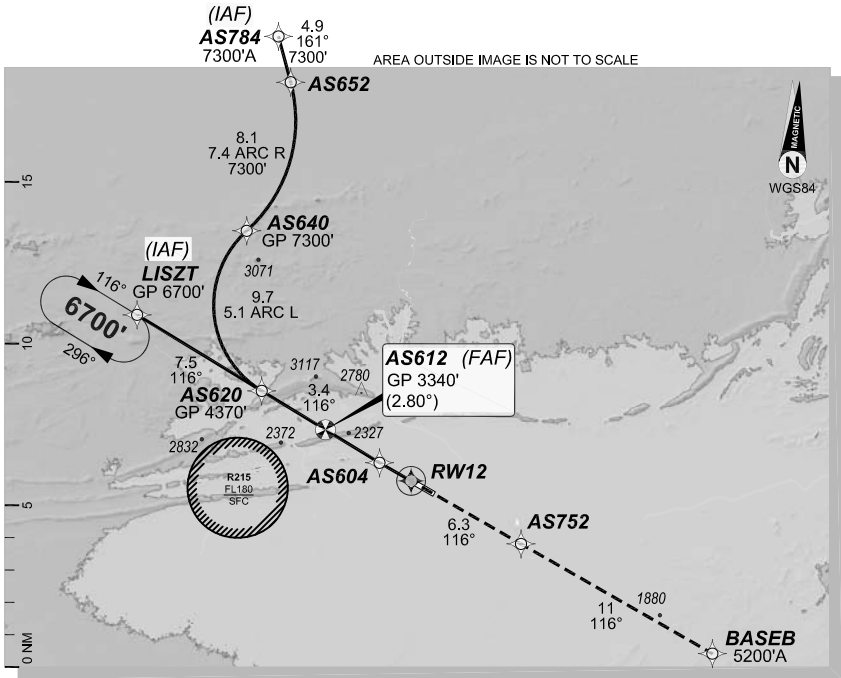 (IAF)
AS784
7300'A
4.9
161°
7300'
AREA OUTSIDE IMAGE IS NOT TO SCALE
AS652
MAGNETIC
N
WGS84
8.1
7.4 ARC R
7300'
15
AS640
GP 7300'
3071
(IAF)
LISZT
GP 6700'
116°
6700'
296°
9.7
5.1 ARC L
10
7.5
116°
3117
2780
AS612 (FAF)
GP 3340'
(2.80°)
AS620
GP 4370'
3.4
116°
2832
2372
2327
R215
FL180
SFC
AS604
RW12
5
6.3
116°
AS752
11
116°
1880
BASEB
5200'A
0 NM